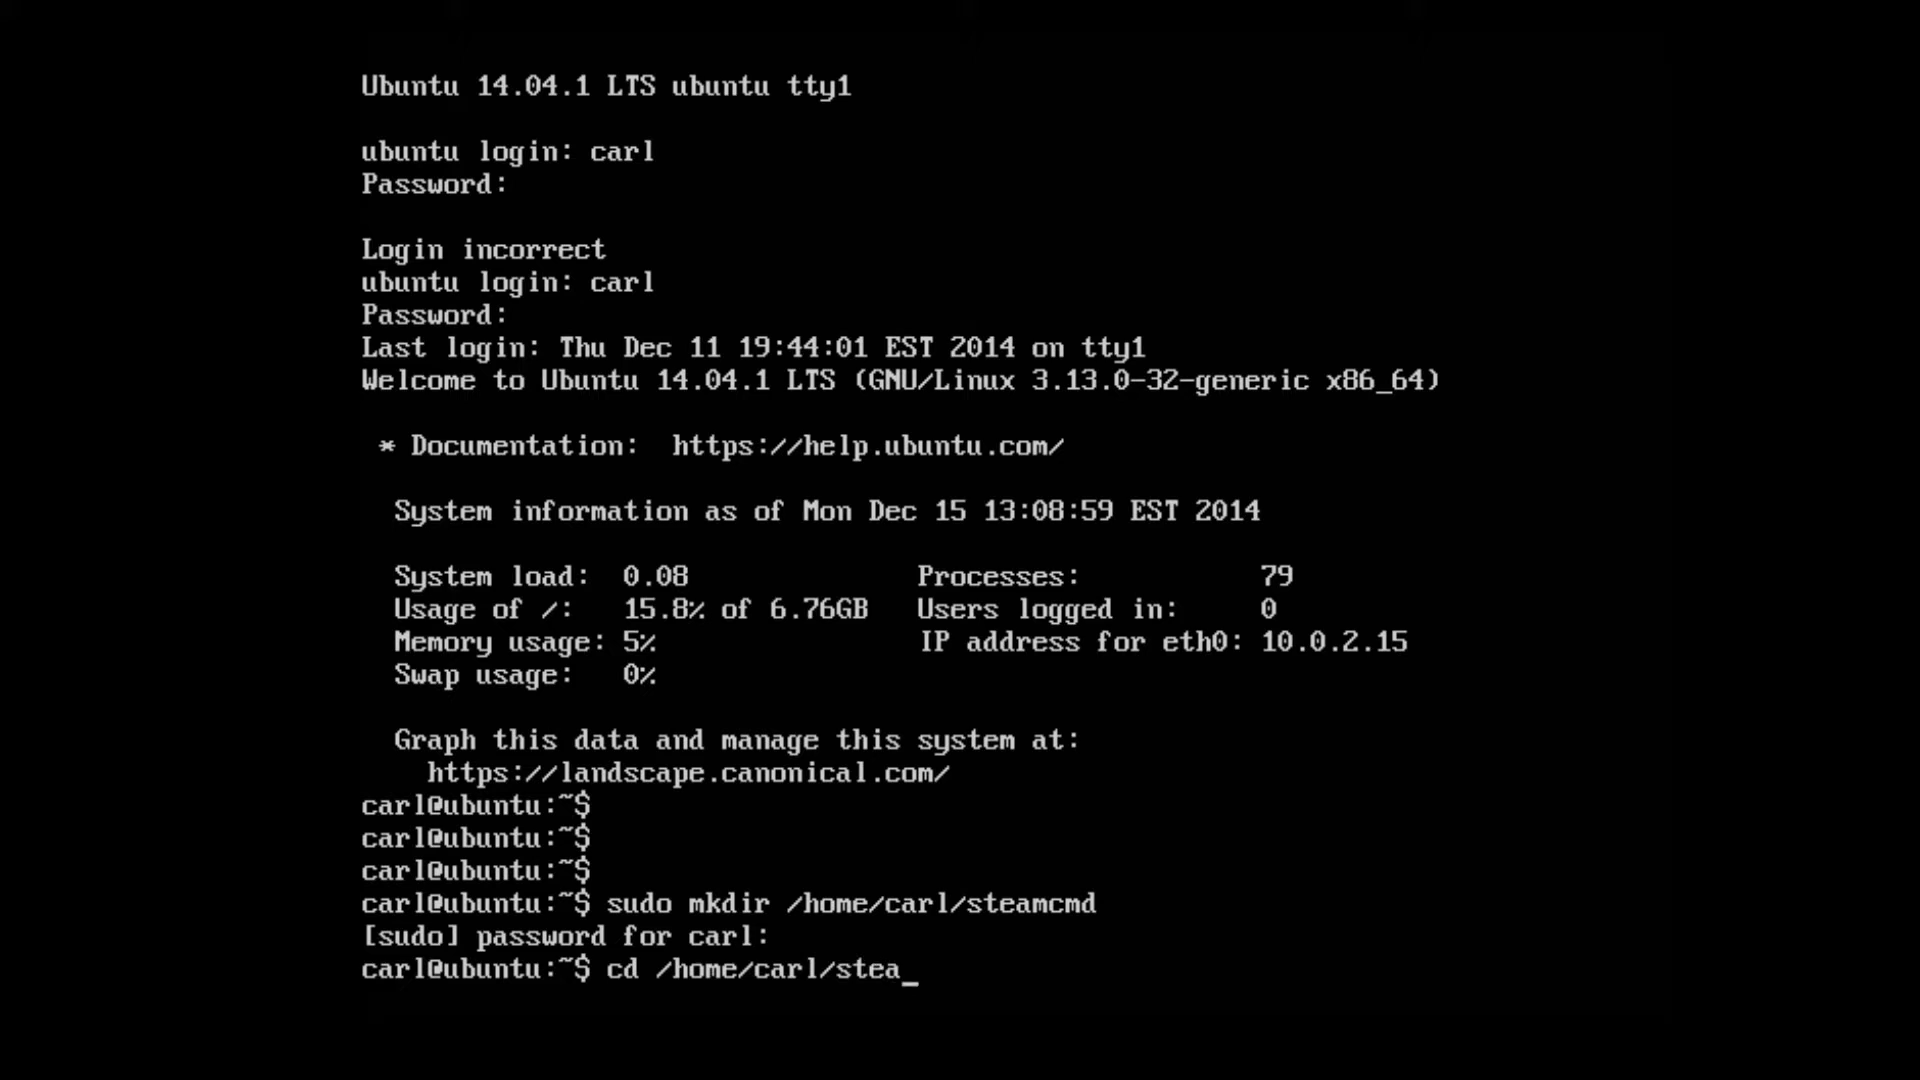 Ubuntu 14.04.1 LTS ubuntu tty1
ubuntu login: carl
Password:
Login incorrect
ubuntu login: carl
Password:
Last login: Thu Dec 11 19:44:01 EST 2014 on tty1
Welcome to Ubuntu 14.04.1 LTS (GNU/Linux 3.13.0-32-generic x86_64)
* Documentation:  https://help.ubuntu.com/
System information as of Mon Dec 15 13:08:59 EST 2014
System load:  0.08              Processes:           79
Usage of /:   15.8% of 6.76GB   Users logged in:     0
Memory usage: 5%                IP address for eth0: 10.0.2.15
Swap usage:   0%
Graph this data and manage this system at:
https://landscape.canonical.com/
carl@ubuntu:~$
carl@ubuntu:~$
carl@ubuntu:~$
carl@ubuntu:~$ sudo mkdir /home/carl/steamcmd
[sudo] password for carl:
carl@ubuntu:~$ cd /home/carl/stea_